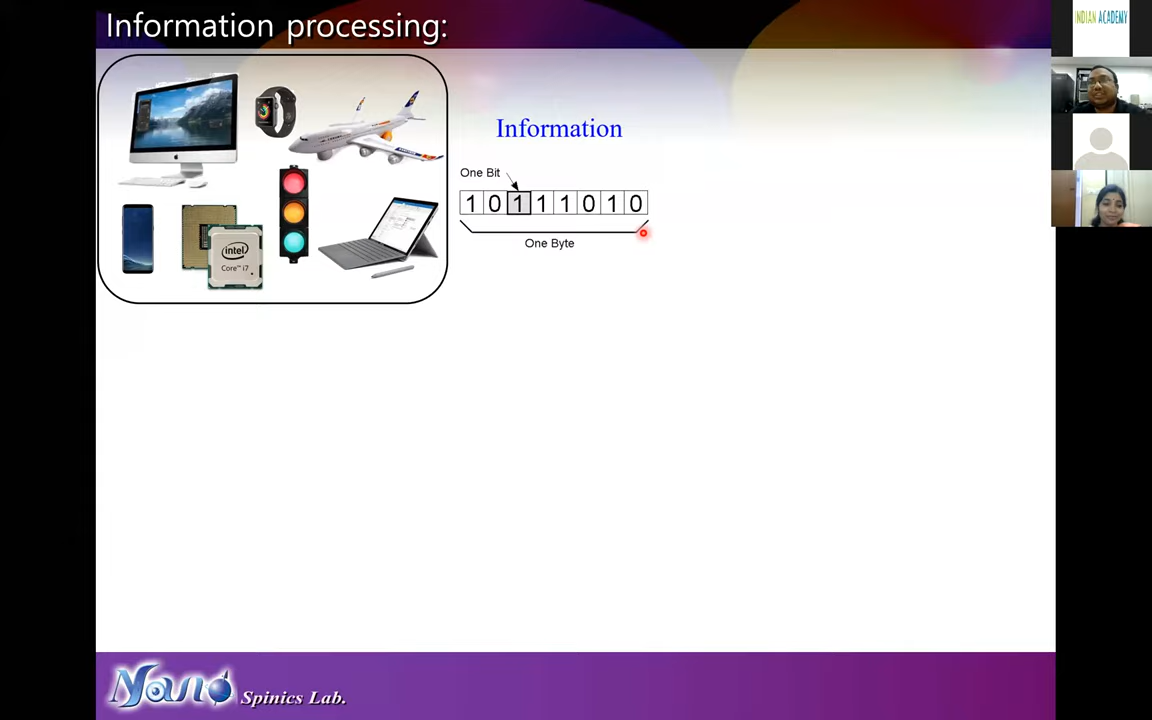 Information processing:
INDIAN ACADEMY
Information
One Bit
1 0 1 1 1 0 1 0
One Byte
intel
Core™ i7
Nano Spinics Lab.